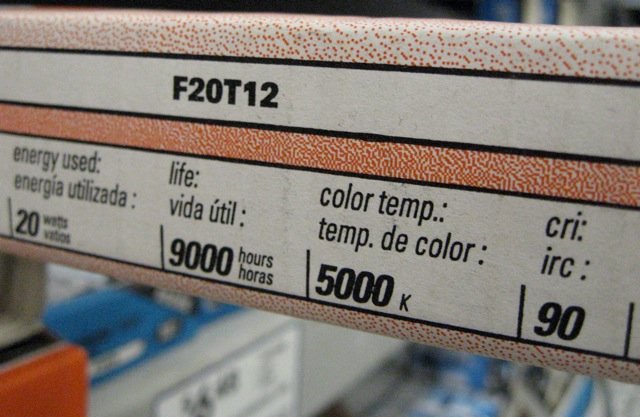 F20T12
energy used:
energía utilizada :
20 watts
vatios
life:
vida útil :
9000 hours
horas
color temp.:
temp. de color :
5000 K
cri:
irc :
90